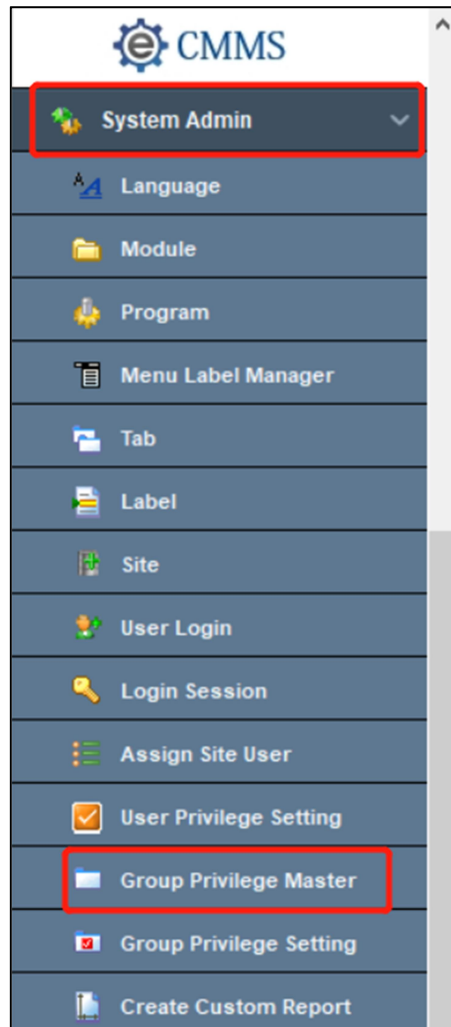 e CMMS
System Admin
Language
Module
Program
Menu Label Manager
Tab
Label
Site
User Login
Login Session
Assign Site User
User Privilege Setting
Group Privilege Master
Group Privilege Setting
Create Custom Report